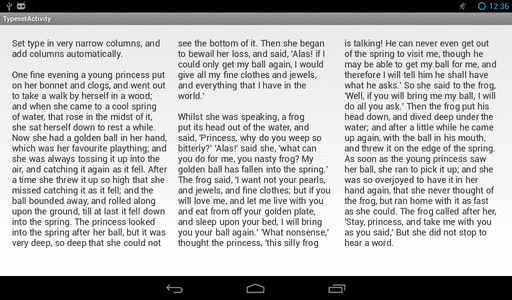 12:36
TypesetActivity
Set type in very narrow columns, and
add columns automatically.
One fine evening a young princess put
on her bonnet and clogs, and went out
to take a walk by herself in a wood;
and when she came to a cool spring
of water, that rose in the midst of it,
she sat herself down to rest a while.
Now she had a golden ball in her hand,
which was her favourite plaything; and
she was always tossing it up into the
air, and catching it again as it fell. After
a time she threw it up so high that she
missed catching it as it fell; and the
ball bounded away, and rolled along
upon the ground, till at last it fell down
into the spring. The princess looked
into the spring after her ball, but it was
very deep, so deep that she could not
see the bottom of it. Then she began
to bewail her loss, and said, 'Alas! if I
could only get my ball again, I would
give all my fine clothes and jewels,
and everything that I have in the
world.'
Whilst she was speaking, a frog
put its head out of the water, and
said, 'Princess, why do you weep so
bitterly?' 'Alas!' said she, 'what can
you do for me, you nasty frog? My
golden ball has fallen into the spring.'
The frog said, 'I want not your pearls,
and jewels, and fine clothes; but if you
will love me, and let me live with you
and eat from off your golden plate,
and sleep upon your bed, I will bring
you your ball again.' 'What nonsense,'
thought the princess, 'this silly frog
is talking! He can never even get out
of the spring to visit me, though he
may be able to get my ball for me, and
therefore I will tell him he shall have
what he asks.' So she said to the frog,
'Well, if you will bring me my ball, I will
do all you ask.' Then the frog put his
head down, and dived deep under the
water; and after a little while he came
up again, with the ball in his mouth,
and threw it on the edge of the spring.
As soon as the young princess saw
her ball, she ran to pick it up; and she
was so overjoyed to have it in her
hand again, that she never thought of
the frog, but ran home with it as fast
as she could. The frog called after her,
'Stay, princess, and take me with you
as you said,' But she did not stop to
hear a word.